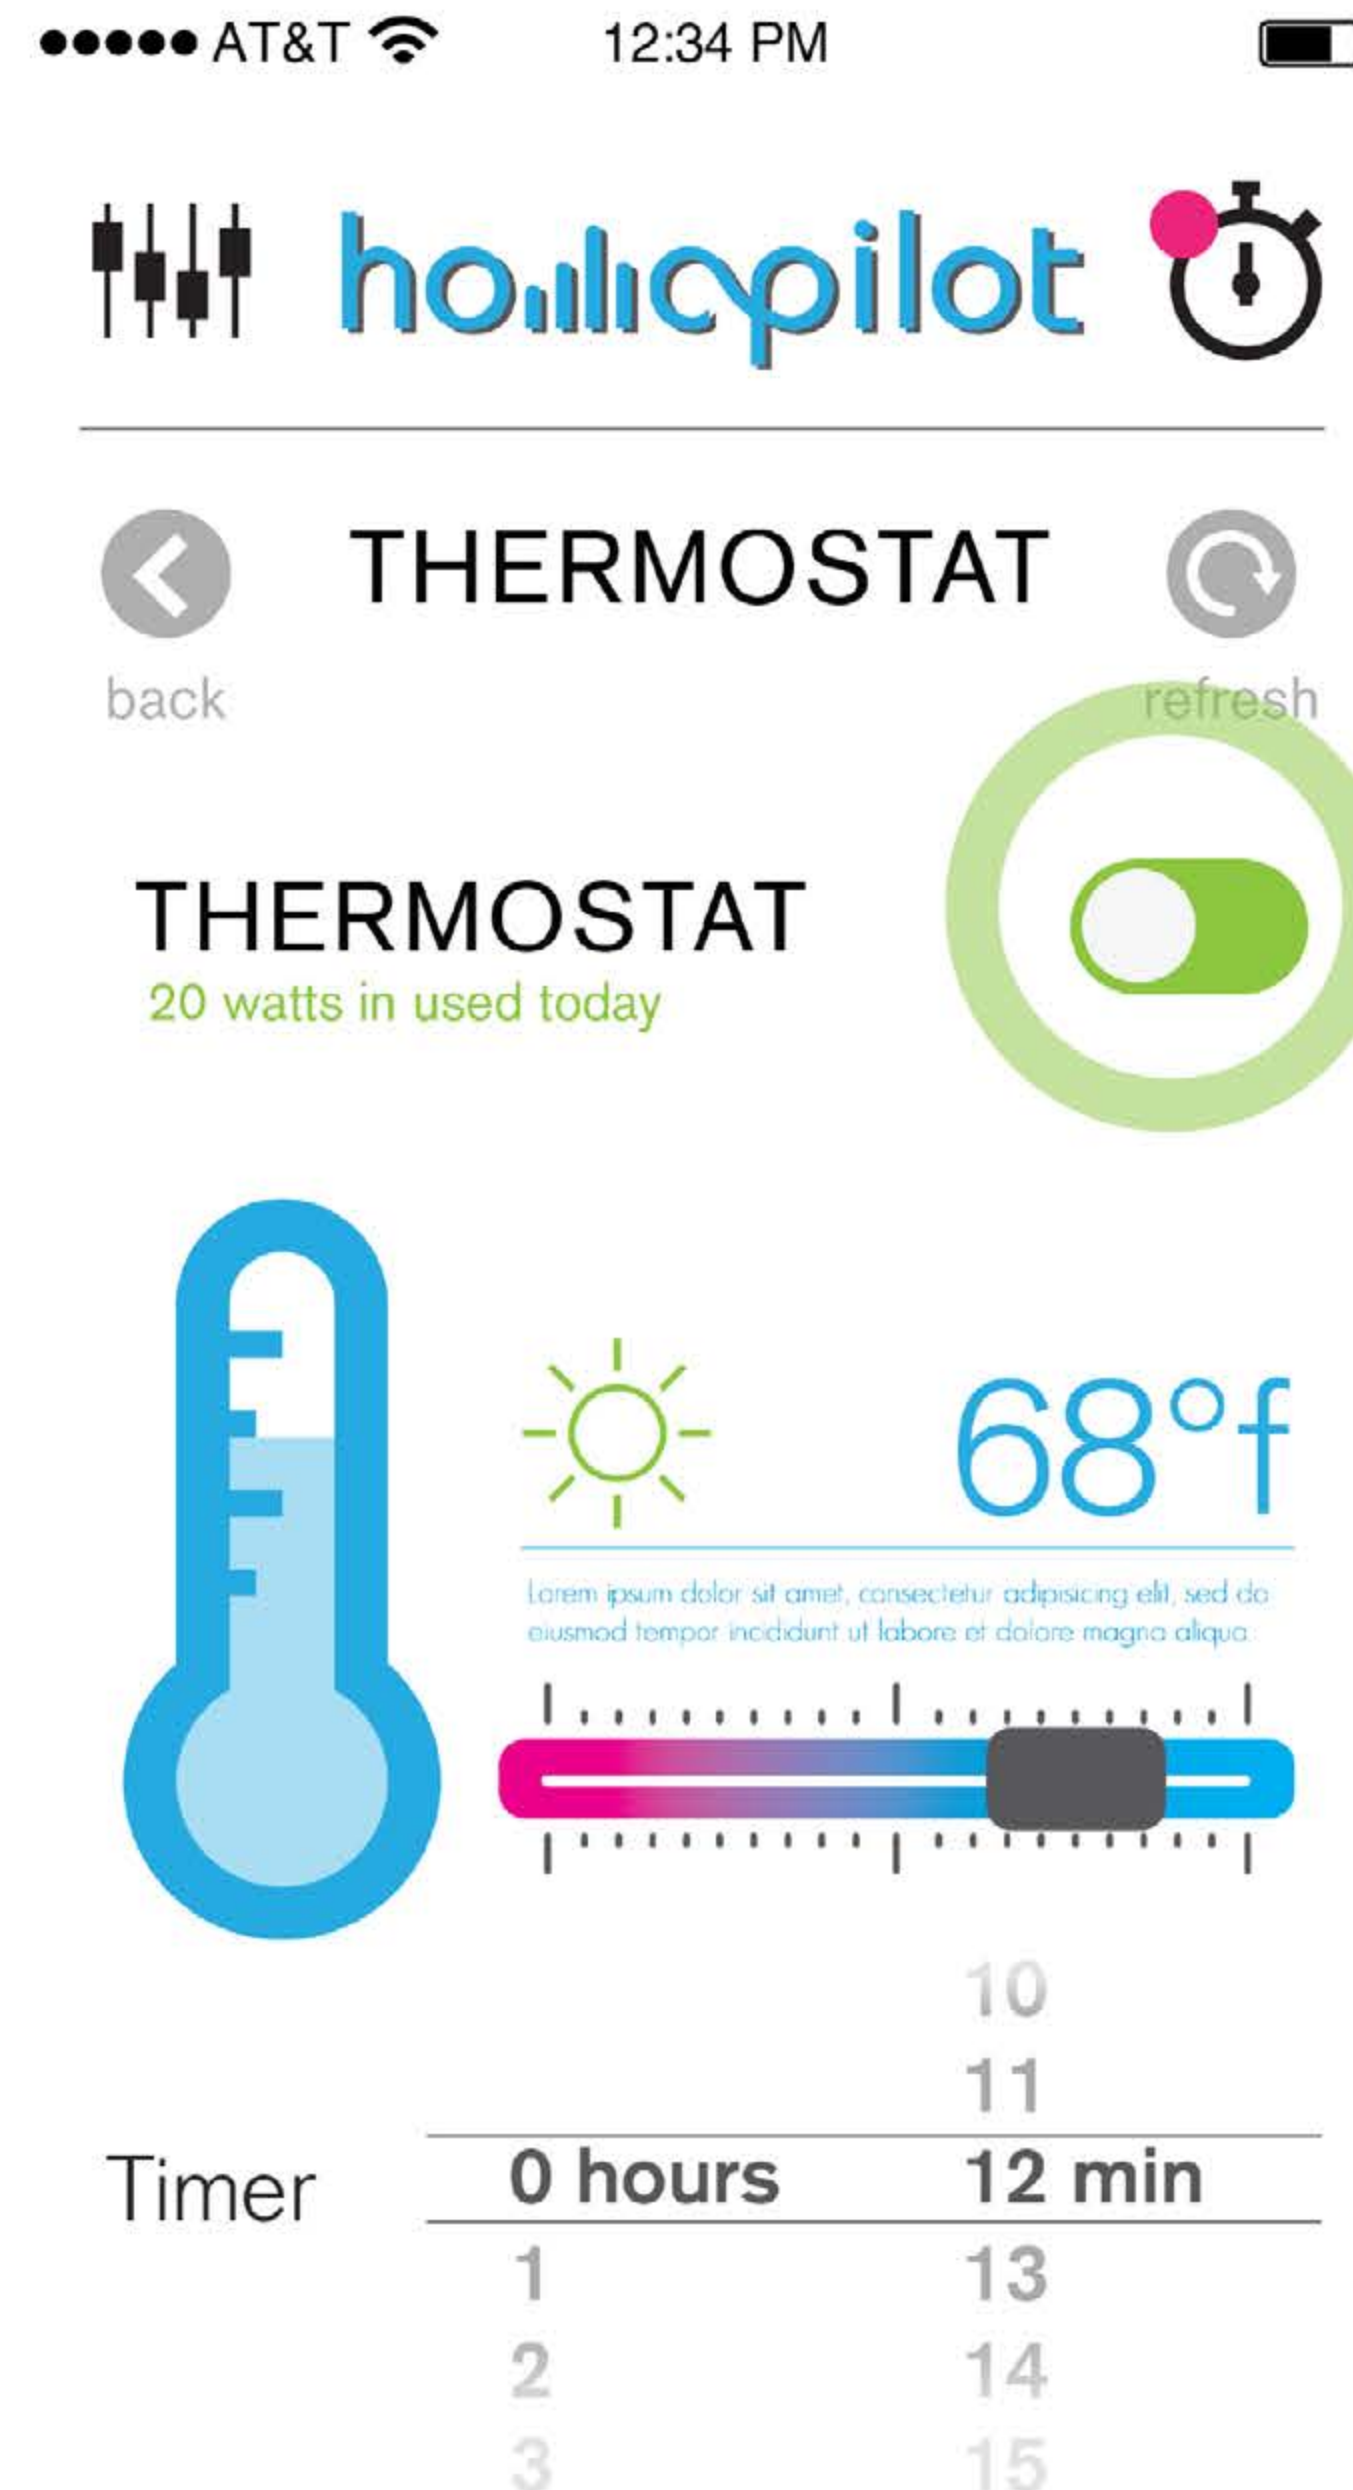 AT&T 12:34 PM
homepilot
THERMOSTAT
back
refresh
THERMOSTAT
20 watts in used today
68°f
Lorem ipsum dolor sit amet, consectetur adipisicing elit, sed do
eiusmod tempor incididunt ut labore et dolore magna aliqua.
10
11
Timer 0 hours 12 min
1 13
2 14
3 15